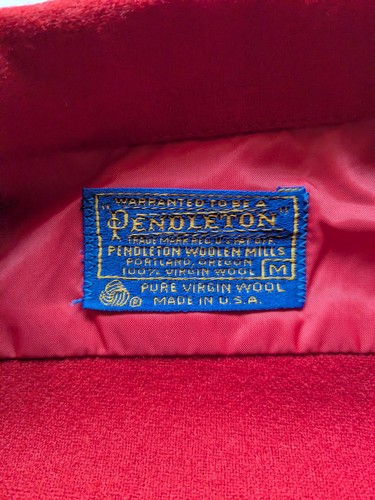 "WARRANTED TO BE A
PENDLETON"
TRADE MARK REG. U.S. PAT. OFF.
PENDLETON WOOLEN MILLS
PORTLAND, OREGON
100% VIRGIN WOOL M
® PURE VIRGIN WOOL
MADE IN U.S.A.